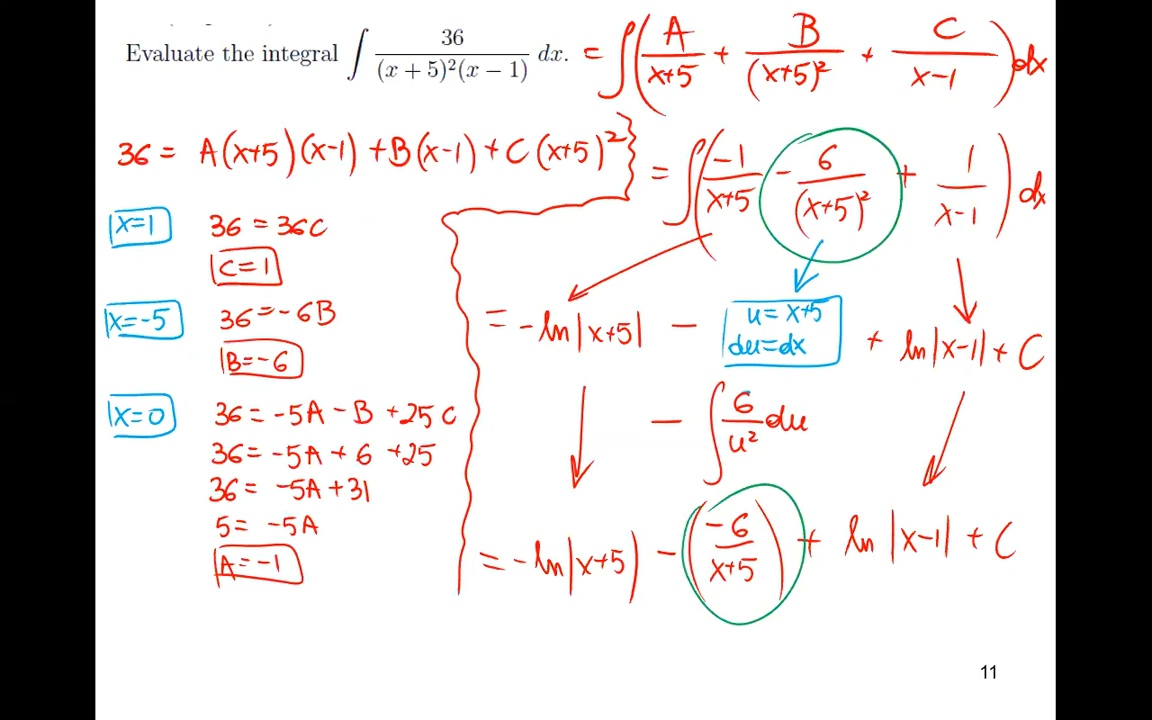 Evaluate the integral ∫ 36/((x + 5)²(x − 1)) dx. = ∫(A/(x+5) + B/(x+5)² + C/(x-1))dx
36 = A(x+5)(x-1) + B(x-1) + C(x+5)²
= ∫(-1/(x+5) - 6/(x+5)² + 1/(x-1))dx
x=1
36 = 36C
C=1
x=-5
36 = -6B
B=-6
x=0
36 = -5A - B + 25C
36 = -5A + 6 + 25
36 = -5A + 31
5 = -5A
A = -1
= -ln|x+5| -
u = x+5
du = dx
+ ln|x-1| + C
- ∫ 6/u² du
= -ln|x+5| - (-6/(x+5)) + ln|x-1| + C
11